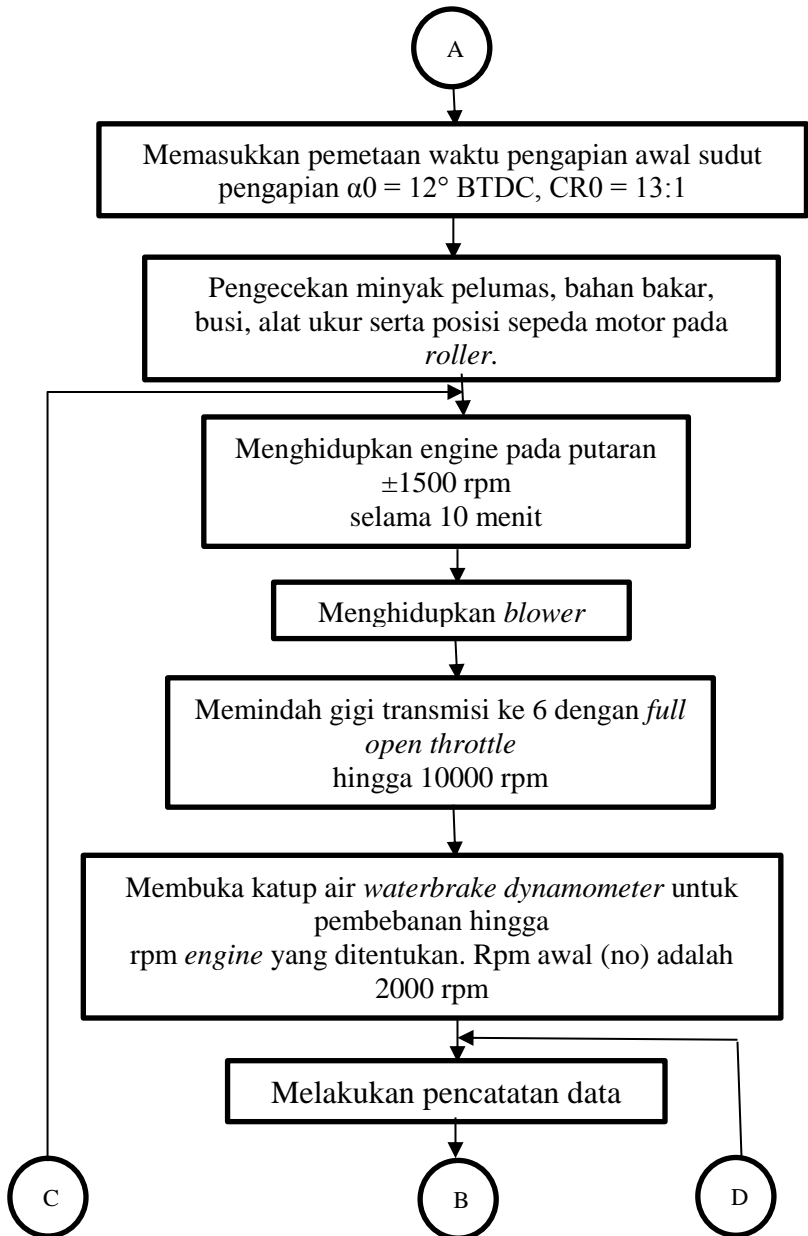 A
Memasukkan pemetaan waktu pengapian awal sudut
pengapian α0 = 12° BTDC, CR0 = 13:1
Pengecekan minyak pelumas, bahan bakar,
busi, alat ukur serta posisi sepeda motor pada
roller.
Menghidupkan engine pada putaran
±1500 rpm
selama 10 menit
Menghidupkan blower
Memindah gigi transmisi ke 6 dengan full
open throttle
hingga 10000 rpm
Membuka katup air waterbrake dynamometer untuk
pembebanan hingga
rpm engine yang ditentukan. Rpm awal (no) adalah
2000 rpm
Melakukan pencatatan data
C
B
D